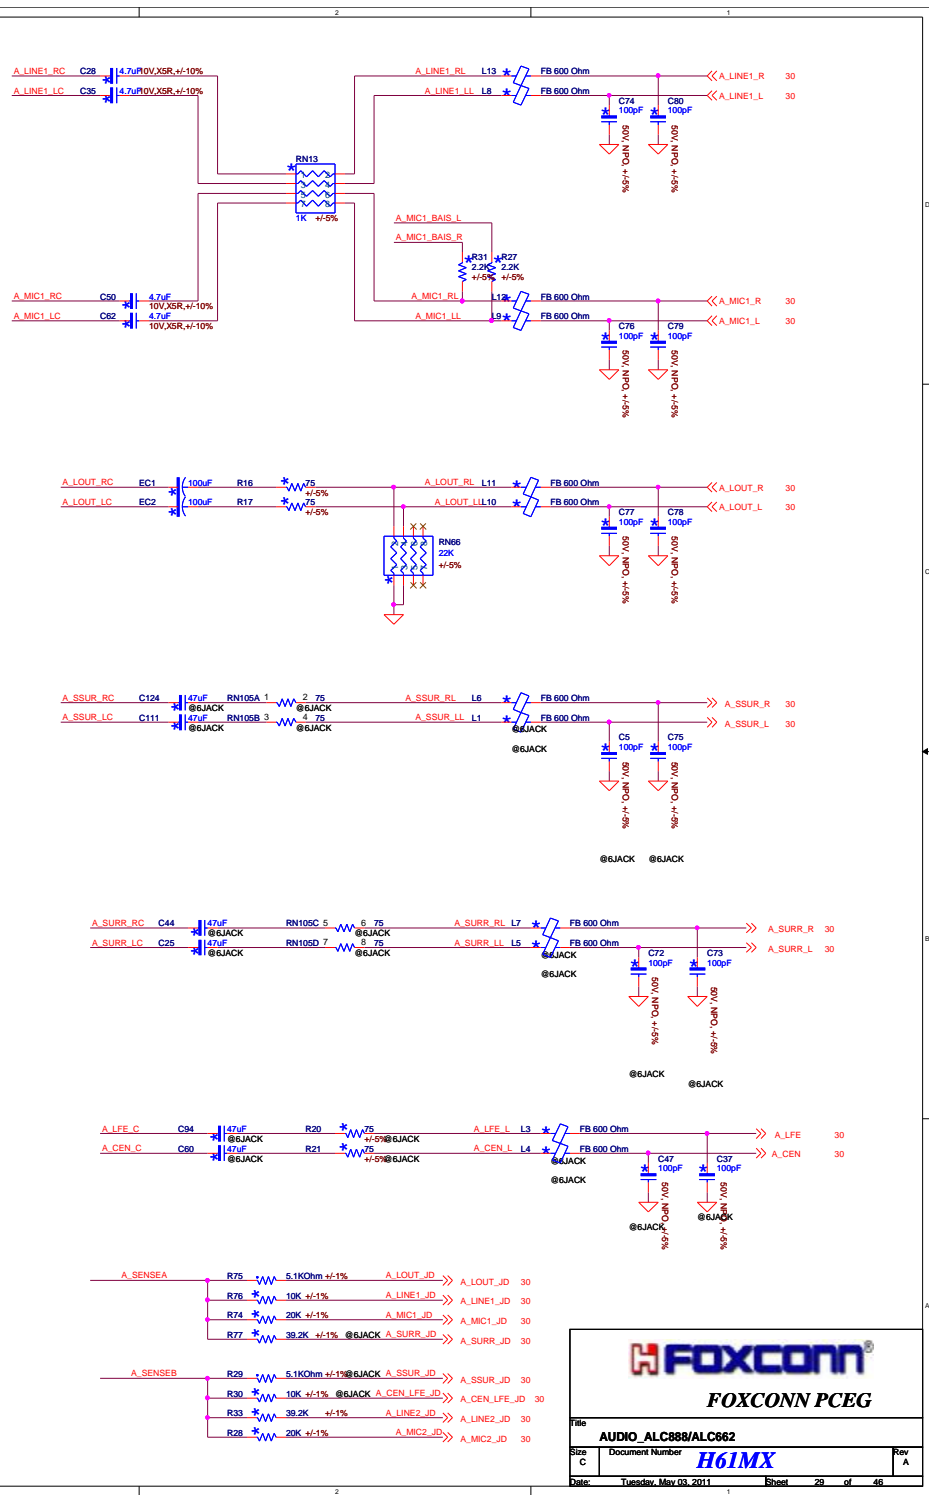 2
1
A_LINE1_RC C28 4.7uF 10V,X5R,+/-10% A_LINE1_RL L13 FB 600 Ohm A_LINE1_R 30
A_LINE1_LC C35 4.7uF 10V,X5R,+/-10% A_LINE1_LL L8 FB 600 Ohm A_LINE1_L 30
C74 C80
100pF 100pF
50V, NPO, +/-5% 50V, NPO, +/-5%
RN13
1K +/-5%
D
A_MIC1_BAIS_L
A_MIC1_BAIS_R
R31 R27
2.2K 2.2K
+/-5% +/-5%
A_MIC1_RC C50 4.7uF A_MIC1_RL L12 FB 600 Ohm A_MIC1_R 30
10V,X5R,+/-10%
A_MIC1_LC C62 4.7uF A_MIC1_LL L9 FB 600 Ohm A_MIC1_L 30
10V,X5R,+/-10%
C76 C79
100pF 100pF
50V, NPO, +/-5% 50V, NPO, +/-5%
A_LOUT_RC EC1 100uF R16 75 A_LOUT_RL L11 FB 600 Ohm A_LOUT_R 30
+/-5%
A_LOUT_LC EC2 100uF R17 75 A_LOUT_LL L10 FB 600 Ohm A_LOUT_L 30
+/-5%
C77 C78
100pF 100pF
50V, NPO, +/-5% 50V, NPO, +/-5%
RN66
22K
+/-5%
C
A_SSUR_RC C124 47uF RN105A 1 2 75 A_SSUR_RL L6 FB 600 Ohm A_SSUR_R 30
@6JACK @6JACK
A_SSUR_LC C111 47uF RN105B 3 4 75 A_SSUR_LL L1 FB 600 Ohm A_SSUR_L 30
@6JACK @6JACK @6JACK
@6JACK
C5 C75
100pF 100pF
50V, NPO, +/-5% 50V, NPO, +/-5%
@6JACK @6JACK
A_SURR_RC C44 47uF RN105C 5 6 75 A_SURR_RL L7 FB 600 Ohm A_SURR_R 30
@6JACK @6JACK
B
A_SURR_LC C25 47uF RN105D 7 8 75 A_SURR_LL L5 FB 600 Ohm A_SURR_L 30
@6JACK @6JACK @6JACK
@6JACK
C72 C73
100pF 100pF
50V, NPO, +/-5% 50V, NPO, +/-5%
@6JACK @6JACK
A_LFE_C C94 47uF R20 75 A_LFE_L L3 FB 600 Ohm A_LFE 30
@6JACK +/-5% @6JACK
A_CEN_C C60 47uF R21 75 A_CEN_L L4 FB 600 Ohm A_CEN 30
@6JACK +/-5% @6JACK @6JACK
@6JACK
C47 C37
100pF 100pF
50V, NPO, +/-5% 50V, NPO, +/-5%
@6JACK @6JACK
A_SENSEA R75 5.1KOhm +/-1% A_LOUT_JD A_LOUT_JD 30
R76 10K +/-1% A_LINE1_JD A_LINE1_JD 30
R74 20K +/-1% A_MIC1_JD A_MIC1_JD 30
A
R77 39.2K +/-1% @6JACK A_SURR_JD A_SURR_JD 30
A_SENSEB R29 5.1KOhm +/-1% @6JACK A_SSUR_JD A_SSUR_JD 30
R30 10K +/-1% @6JACK A_CEN_LFE_JD A_CEN_LFE_JD 30
R33 39.2K +/-1% A_LINE2_JD A_LINE2_JD 30
R28 20K +/-1% A_MIC2_JD A_MIC2_JD 30
FOXCONN®
FOXCONN PCEG
Title
AUDIO_ALC888/ALC662
Size Document Number Rev
C H61MX A
Date: Tuesday, May 03, 2011 Sheet 29 of 46
2
1